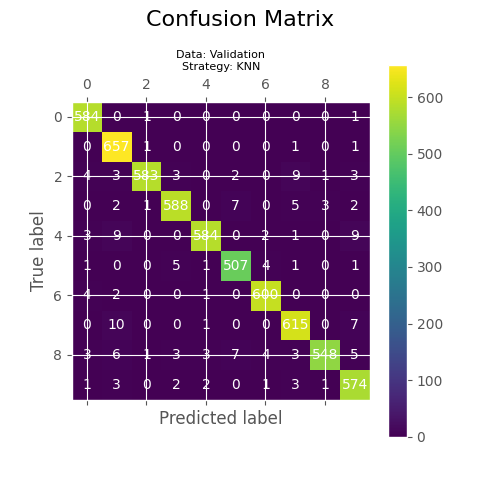 Confusion Matrix
Data: Validation
Strategy: KNN
0 2 4 6 8
0 584 0 1 0 0 0 0 0 0 1
0 657 1 0 0 0 0 1 0 1
2 4 3 583 3 0 2 0 9 1 3
0 2 1 588 0 7 0 5 3 2
4 3 9 0 0 584 0 2 1 0 9
1 0 0 5 1 507 4 1 0 1
6 4 2 0 0 1 0 600 0 0 0
0 10 0 0 1 0 0 615 0 7
8 3 6 1 3 3 7 4 3 548 5
1 3 0 2 2 0 1 3 1 574
True label
Predicted label
600
500
400
300
200
100
0